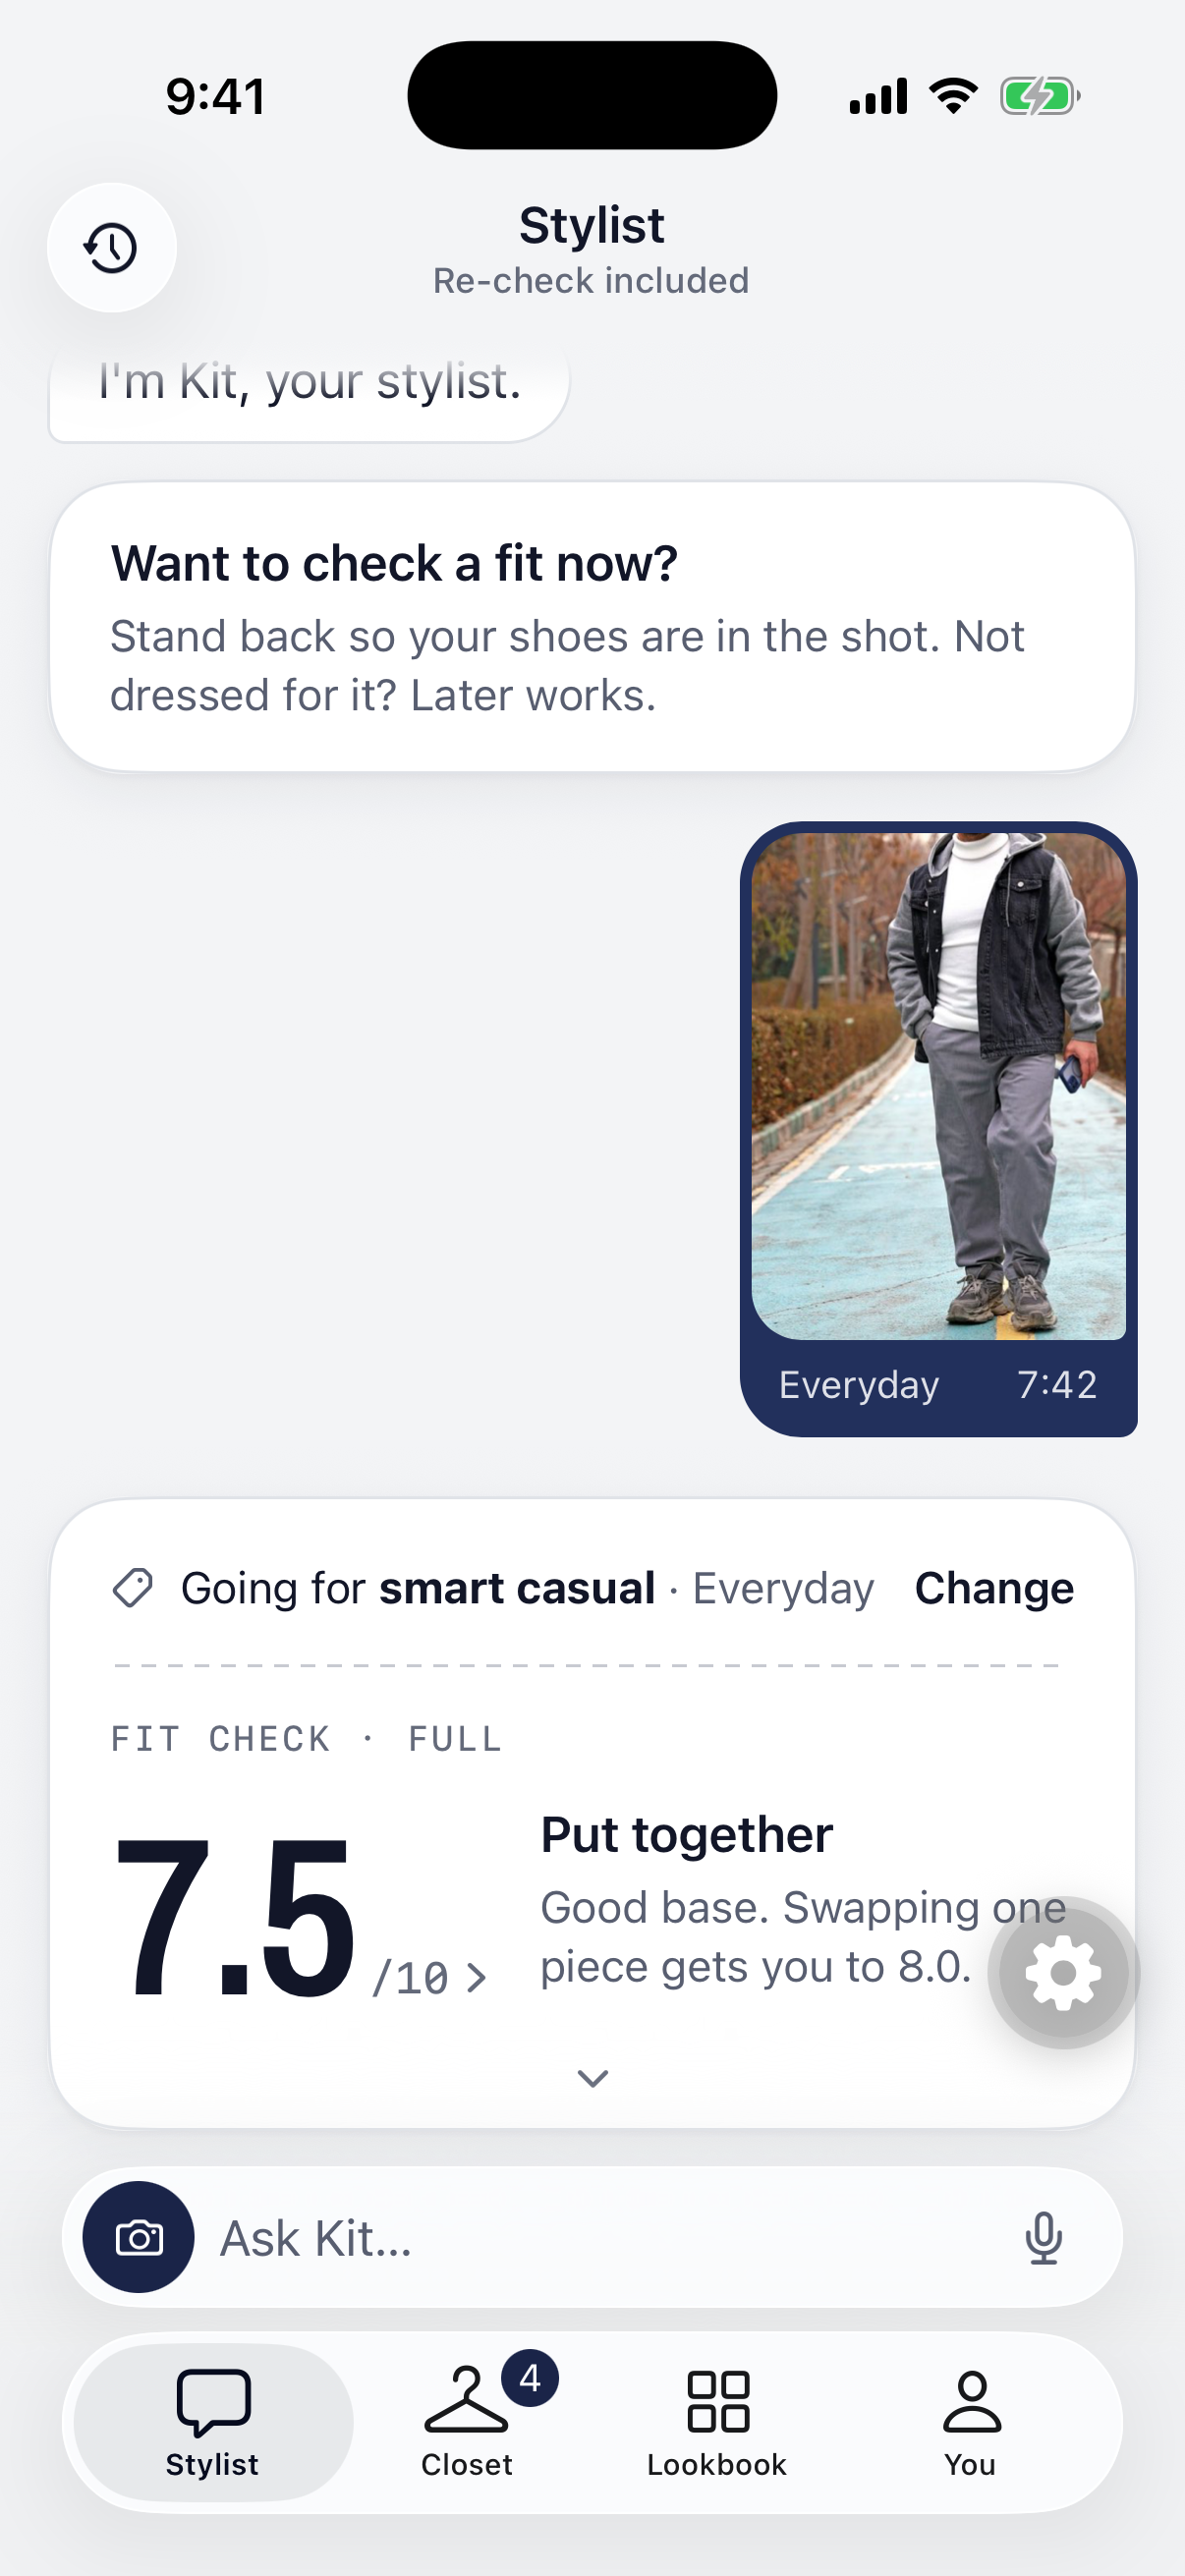 9:41
Stylist
Re-check included
I'm Kit, your stylist.
Want to check a fit now?
Stand back so your shoes are in the shot. Not
dressed for it? Later works.
Everyday 7:42
Going for smart casual · Everyday Change
FIT CHECK · FULL
7.5 /10
Put together
Good base. Swapping one
piece gets you to 8.0.
Ask Kit...
4
Stylist Closet Lookbook You